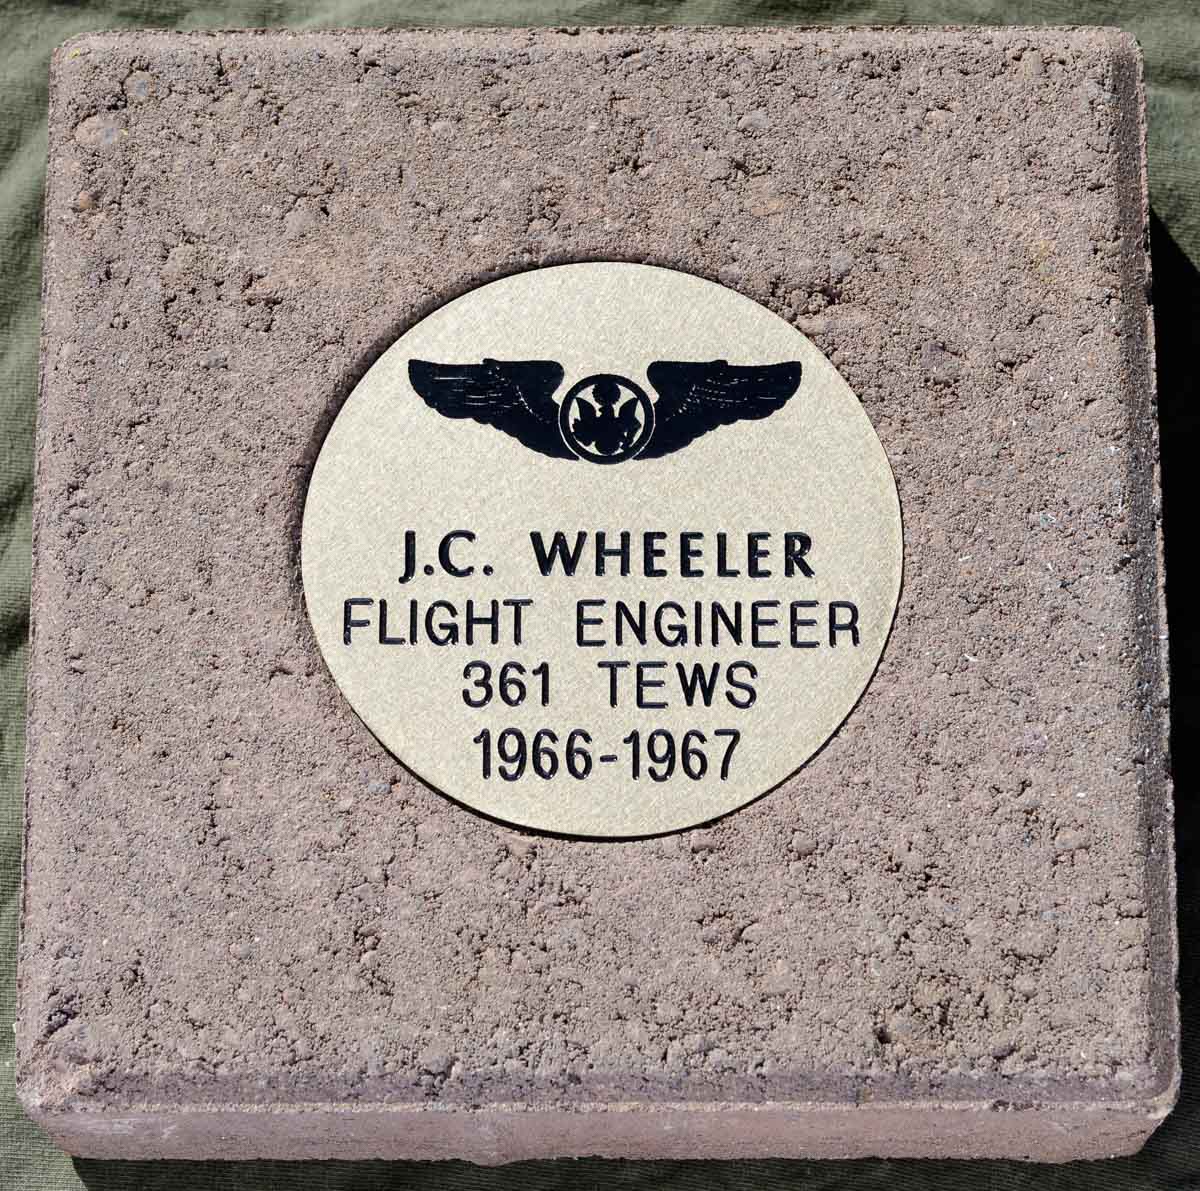 J.C. WHEELER
FLIGHT ENGINEER
361 TEWS
1966-1967